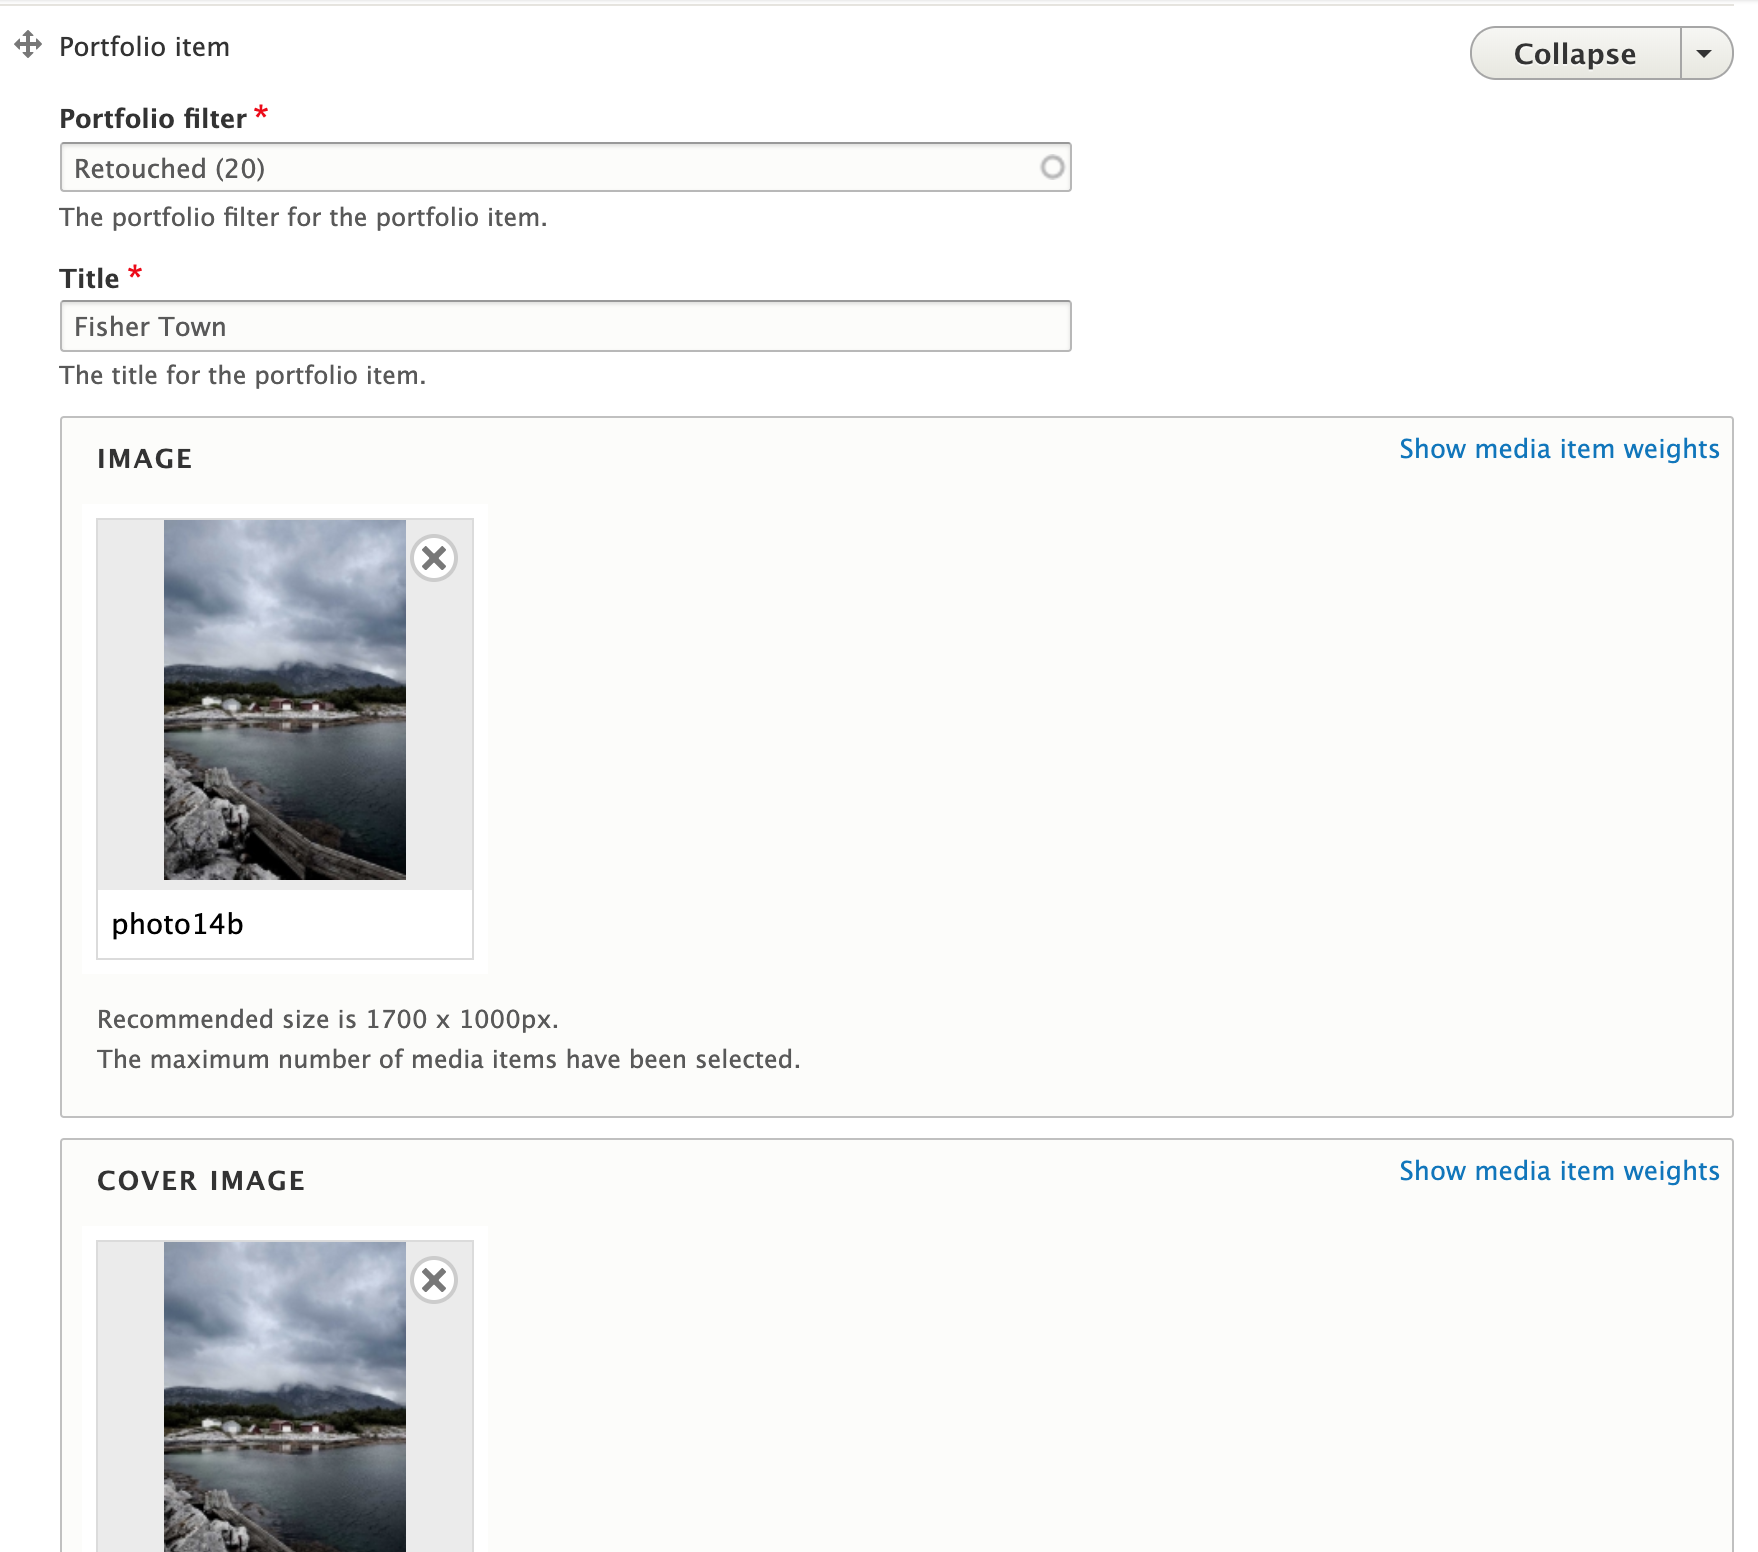 Portfolio item
Collapse
Portfolio filter *
Retouched (20)
The portfolio filter for the portfolio item.
Title *
Fisher Town
The title for the portfolio item.
IMAGE
Show media item weights
photo14b
Recommended size is 1700 x 1000px.
The maximum number of media items have been selected.
COVER IMAGE
Show media item weights